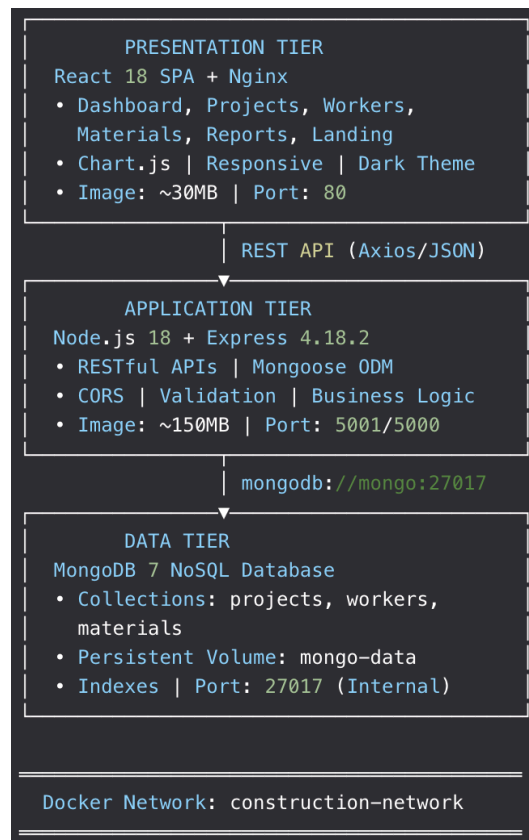 PRESENTATION TIER
React 18 SPA + Nginx
• Dashboard, Projects, Workers,
Materials, Reports, Landing
• Chart.js | Responsive | Dark Theme
• Image: ~30MB | Port: 80
REST API (Axios/JSON)
APPLICATION TIER
Node.js 18 + Express 4.18.2
• RESTful APIs | Mongoose ODM
• CORS | Validation | Business Logic
• Image: ~150MB | Port: 5001/5000
mongodb://mongo:27017
DATA TIER
MongoDB 7 NoSQL Database
• Collections: projects, workers,
materials
• Persistent Volume: mongo-data
• Indexes | Port: 27017 (Internal)
Docker Network: construction-network